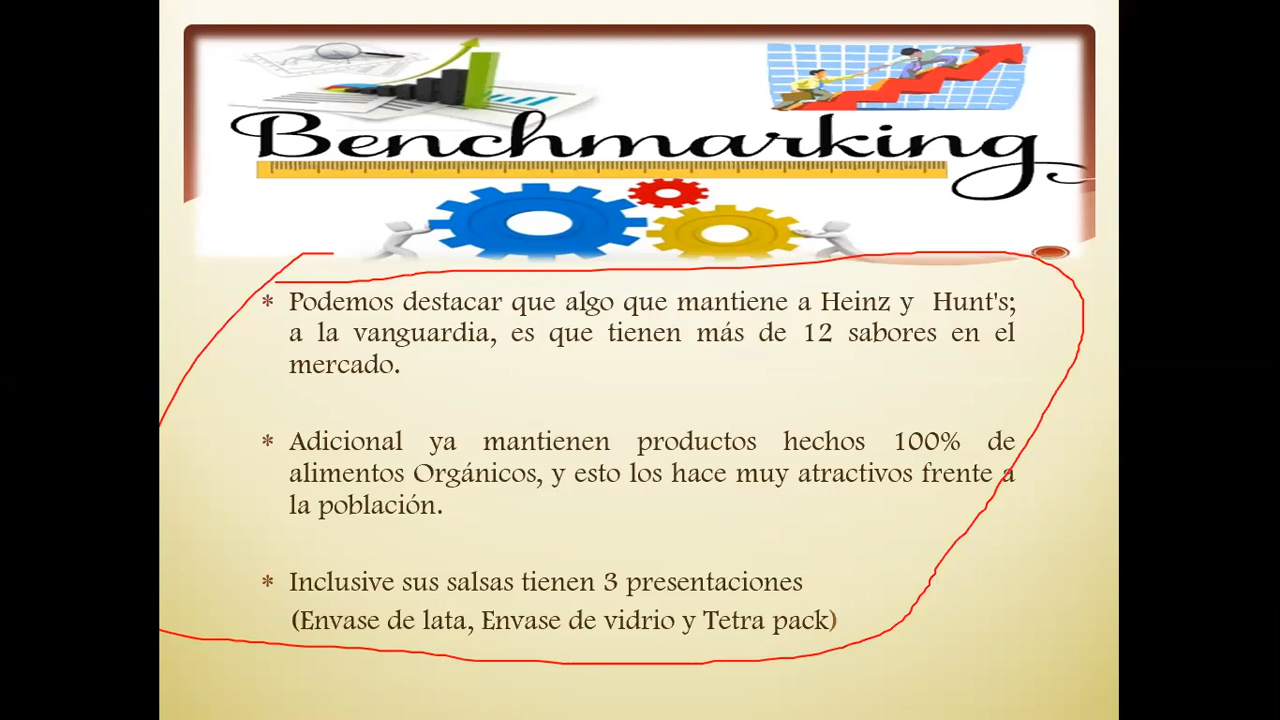 Benchmarking
* Podemos destacar que algo que mantiene a Heinz y Hunt's;
a la vanguardia, es que tienen más de 12 sabores en el
mercado.
* Adicional ya mantienen productos hechos 100% de
alimentos Orgánicos, y esto los hace muy atractivos frente a
la población.
* Inclusive sus salsas tienen 3 presentaciones
(Envase de lata, Envase de vidrio y Tetra pack)